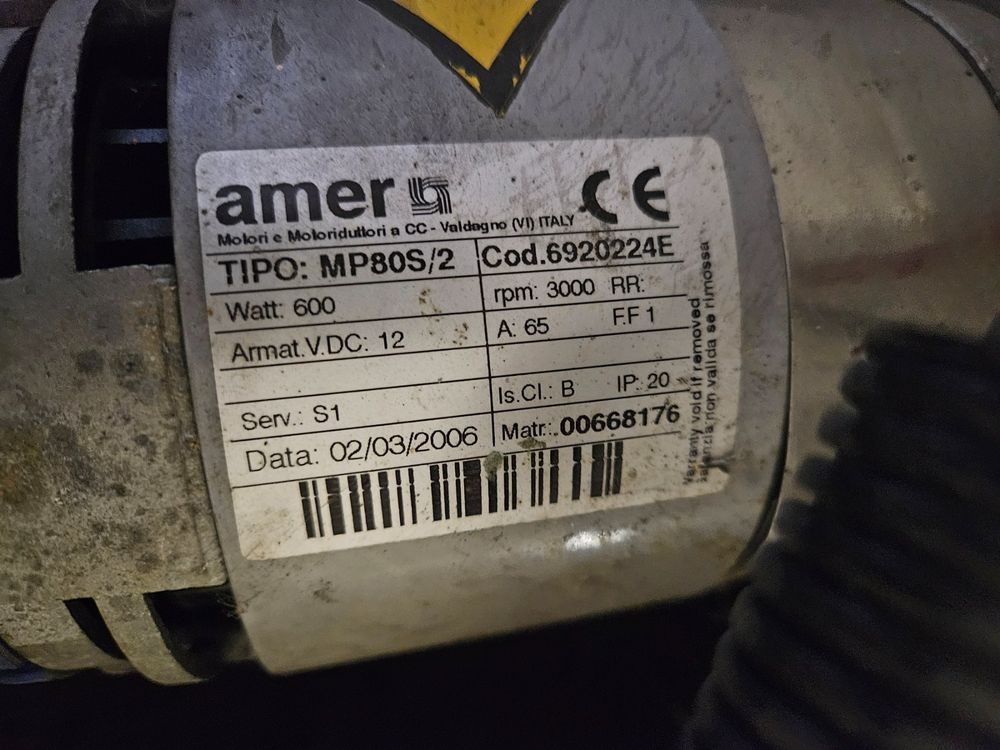 amer
CE
Motori e Motoriduttori a CC - Valdagno (VI) ITALY
TIPO: MP80S/2 Cod.6920224E
Watt: 600 rpm: 3000 RR:
Armat.V.DC: 12 A: 65 F.F 1
Serv.: S1 Is.Cl.: B IP: 20
Data: 02/03/2006 Matr.: 00668176
Warranty void if removed
garanzia non valida se rimossa